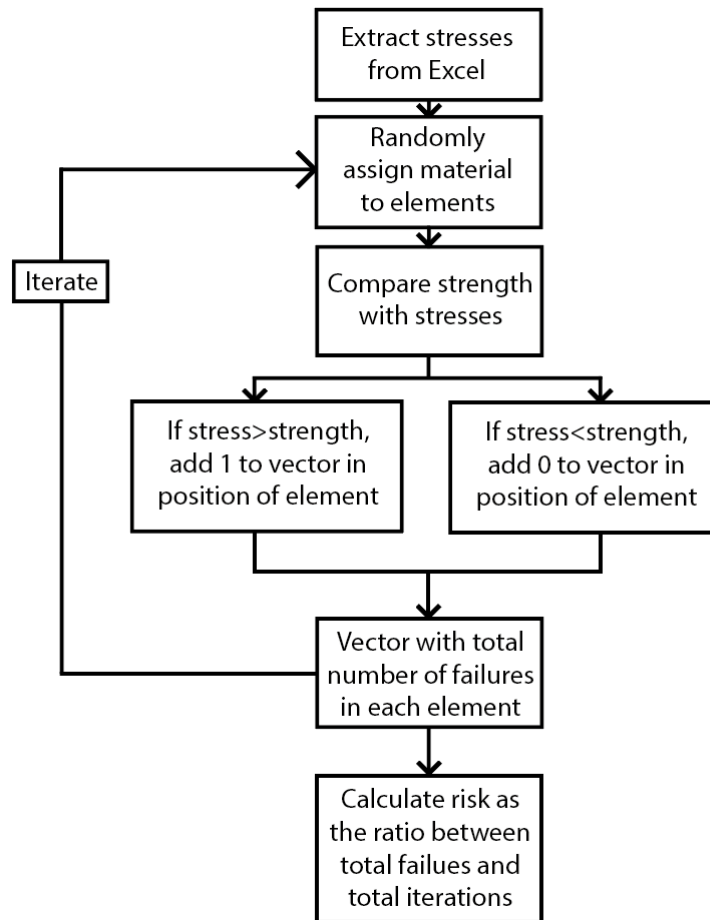 Extract stresses
from Excel
Randomly
assign material
to elements
Iterate
Compare strength
with stresses
If stress>strength,
add 1 to vector in
position of element
If stress<strength,
add 0 to vector in
position of element
Vector with total
number of failures
in each element
Calculate risk as
the ratio between
total failues and
total iterations